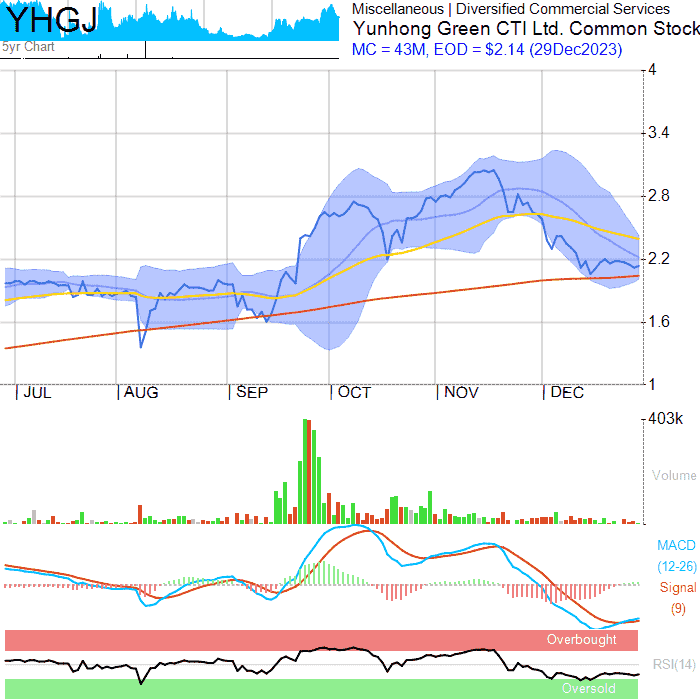 YHGJ
5yr Chart
Miscellaneous | Diversified Commercial Services
Yunhong Green CTI Ltd. Common Stock
MC = 43M, EOD = $2.14 (29Dec2023)
4
3.4
2.8
2.2
1.6
1
JUL AUG SEP OCT NOV DEC
403k
Volume
MACD
(12-26)
Signal
(9)
Overbought
RSI(14)
Oversold